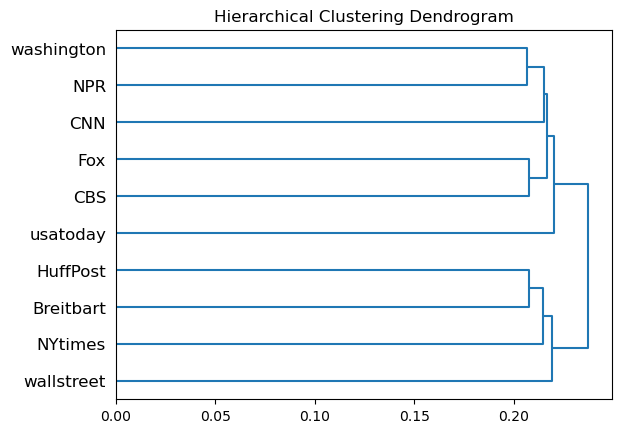 Hierarchical Clustering Dendrogram
washington
NPR
CNN
Fox
CBS
usatoday
HuffPost
Breitbart
NYtimes
wallstreet
0.00 0.05 0.10 0.15 0.20